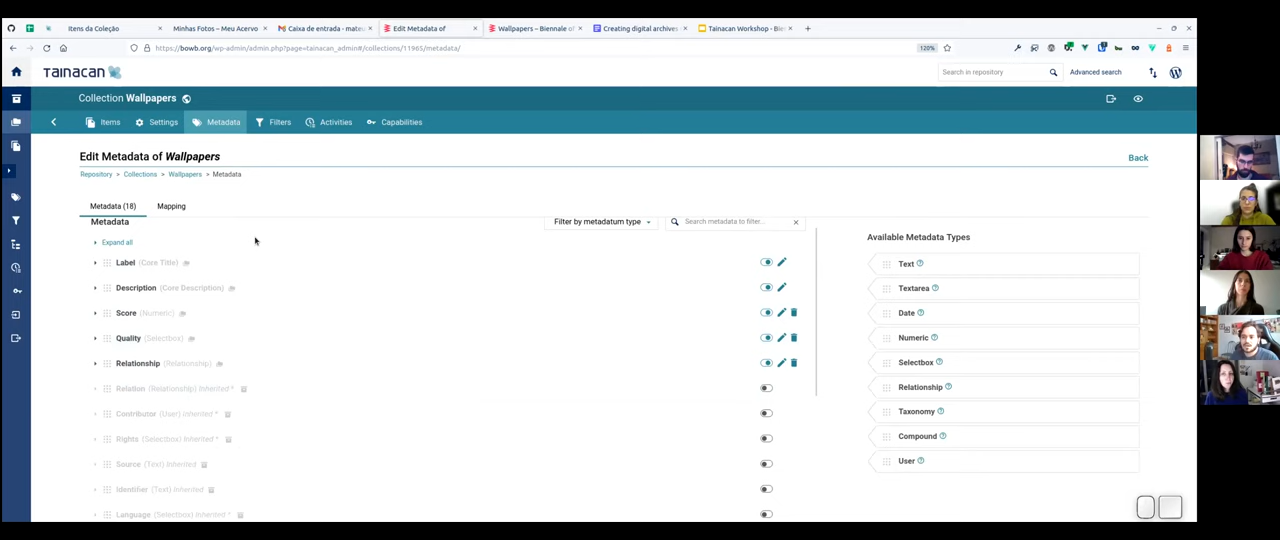 Itens da Coleção
Minhas Fotos – Meu Acervo ×
Caixa de entrada - mateu ×
Edit Metadata of ×
Wallpapers – Biennale of ×
Creating digital archives ×
Tainacan Workshop - Bie ×
https://bowb.org/wp-admin/admin.php?page=tainacan_admin#/collections/11965/metadata/
120%
TAINACAN
Search in repository
Advanced search
Collection Wallpapers
Items
Settings
Metadata
Filters
Activities
Capabilities
Edit Metadata of Wallpapers
Back
Repository > Collections > Wallpapers > Metadata
Metadata (18)
Mapping
Metadata
Filter by metadatum type
Search metadata to filter...
Expand all
Label (Core Title)
Description (Core Description)
Score (Numeric)
Quality (Selectbox)
Relationship (Relationship)
Relation (Relationship) Inherited *
Contributor (User) Inherited *
Rights (Selectbox) Inherited *
Source (Text) Inherited
Identifier (Text) Inherited
Language (Selectbox) Inherited *
Available Metadata Types
Text
Textarea
Date
Numeric
Selectbox
Relationship
Taxonomy
Compound
User